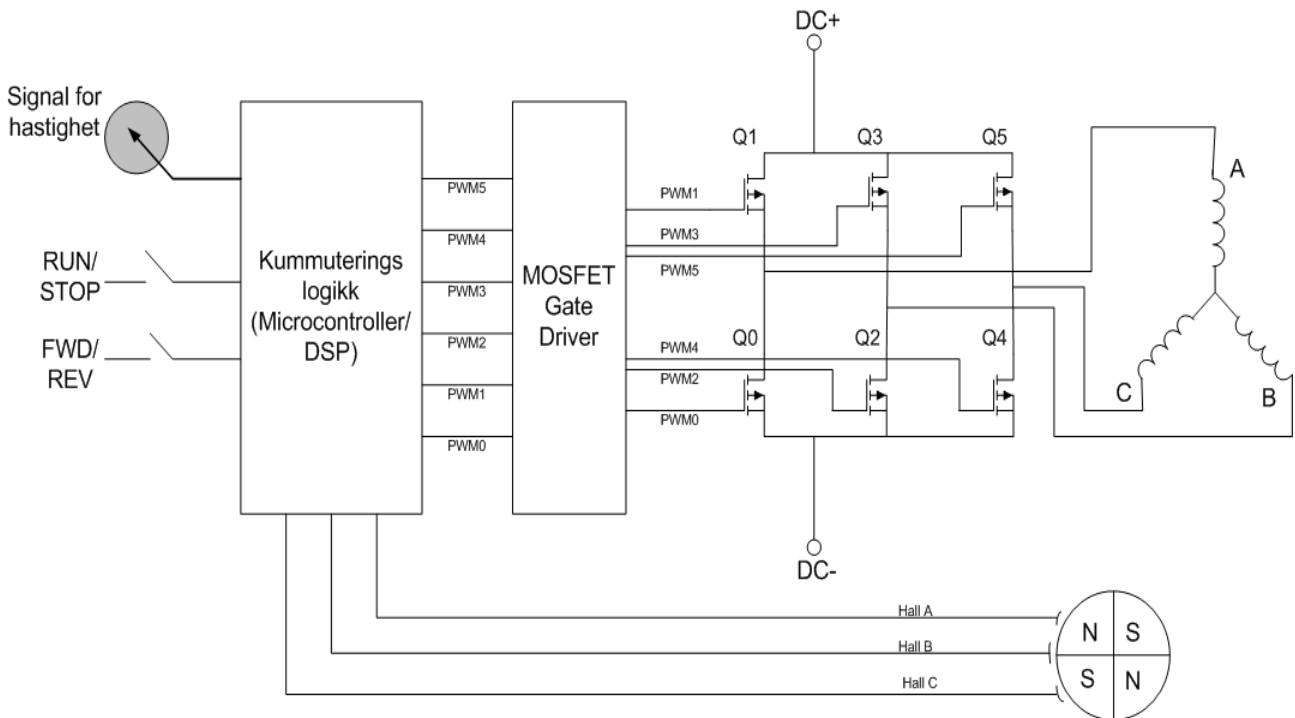 DC+
Signal for
hastighet
RUN/
STOP
FWD/
REV
Kummuterings
logikk
(Microcontroller/
DSP)
PWM5
PWM4
PWM3
PWM2
PWM1
PWM0
MOSFET
Gate
Driver
PWM1
PWM3
PWM5
PWM4
PWM2
PWM0
Q1
Q3
Q5
Q0
Q2
Q4
A
C
B
DC-
Hall A
Hall B
Hall C
N S
S N